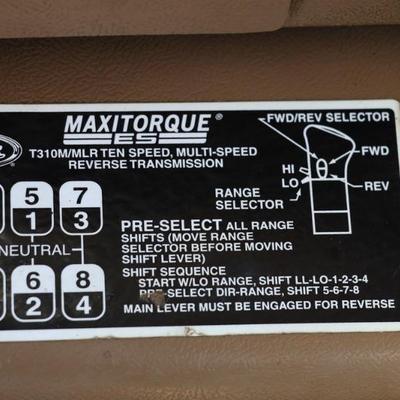 MAXITORQUE®
ES
T310M/MLR TEN SPEED, MULTI-SPEED
REVERSE TRANSMISSION
FWD/REV SELECTOR
FWD
HI
LO
REV
RANGE
SELECTOR
5 7
1 3
NEUTRAL
6 8
2 4
PRE-SELECT ALL RANGE
SHIFTS (MOVE RANGE
SELECTOR BEFORE MOVING
SHIFT LEVER)
SHIFT SEQUENCE
START W/LO RANGE, SHIFT LL-LO-1-2-3-4
PRE-SELECT DIR-RANGE, SHIFT 5-6-7-8
MAIN LEVER MUST BE ENGAGED FOR REVERSE